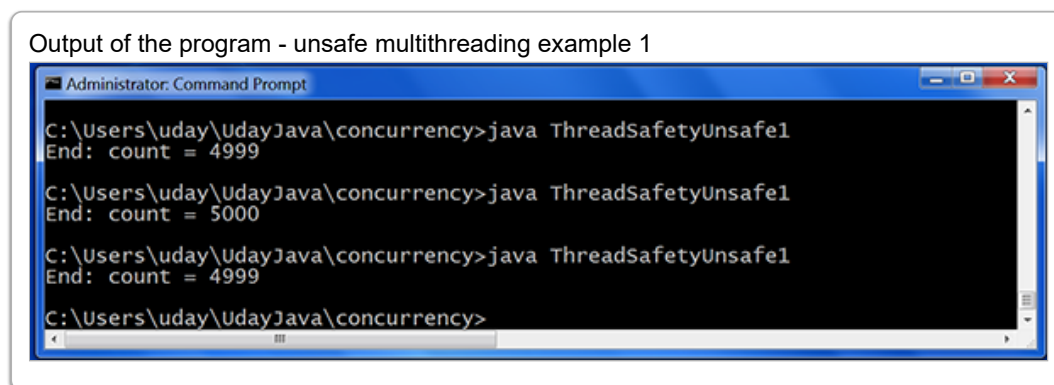 Output of the program - unsafe multithreading example 1
Administrator: Command Prompt
C:\Users\uday\UdayJava\concurrency>java ThreadSafetyUnsafe1
End: count = 4999
C:\Users\uday\UdayJava\concurrency>java ThreadSafetyUnsafe1
End: count = 5000
C:\Users\uday\UdayJava\concurrency>java ThreadSafetyUnsafe1
End: count = 4999
C:\Users\uday\UdayJava\concurrency>